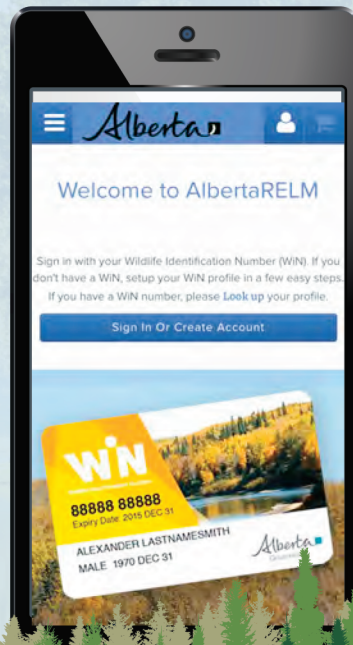 Alberta
Welcome to AlbertaRELM
Sign in with your Wildlife Identification Number (WiN). If you
don't have a WiN, setup your WiN profile in a few easy steps.
If you have a WiN number, please Look up your profile.
Sign In Or Create Account
WiN
88888 88888
Expiry Date 2015 DEC 31
ALEXANDER LASTNAMESMITH
MALE 1970 DEC 31
Alberta